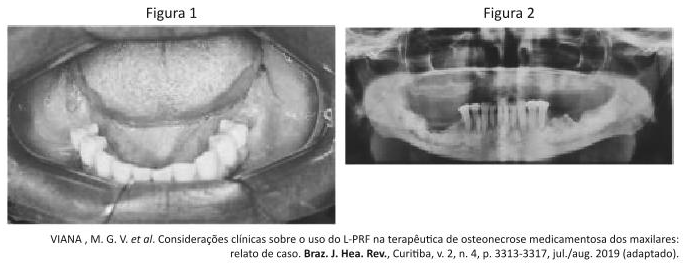 Figura 1
Figura 2
VIANA , M. G. V. et al. Considerações clínicas sobre o uso do L-PRF na terapêutica de osteonecrose medicamentosa dos maxilares:
relato de caso. Braz. J. Hea. Rev., Curitiba, v. 2, n. 4, p. 3313-3317, jul./aug. 2019 (adaptado).